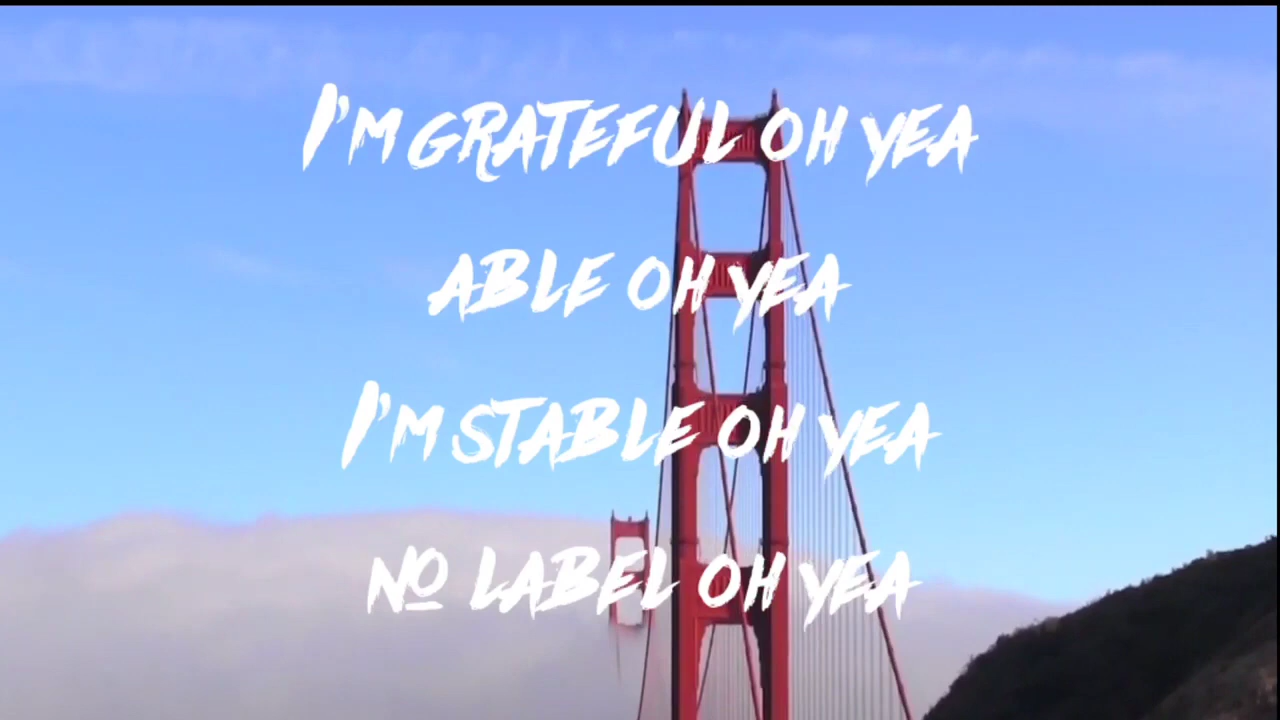 I'm grateful oh yea
able oh yea
I'm stable oh yea
no label oh yea